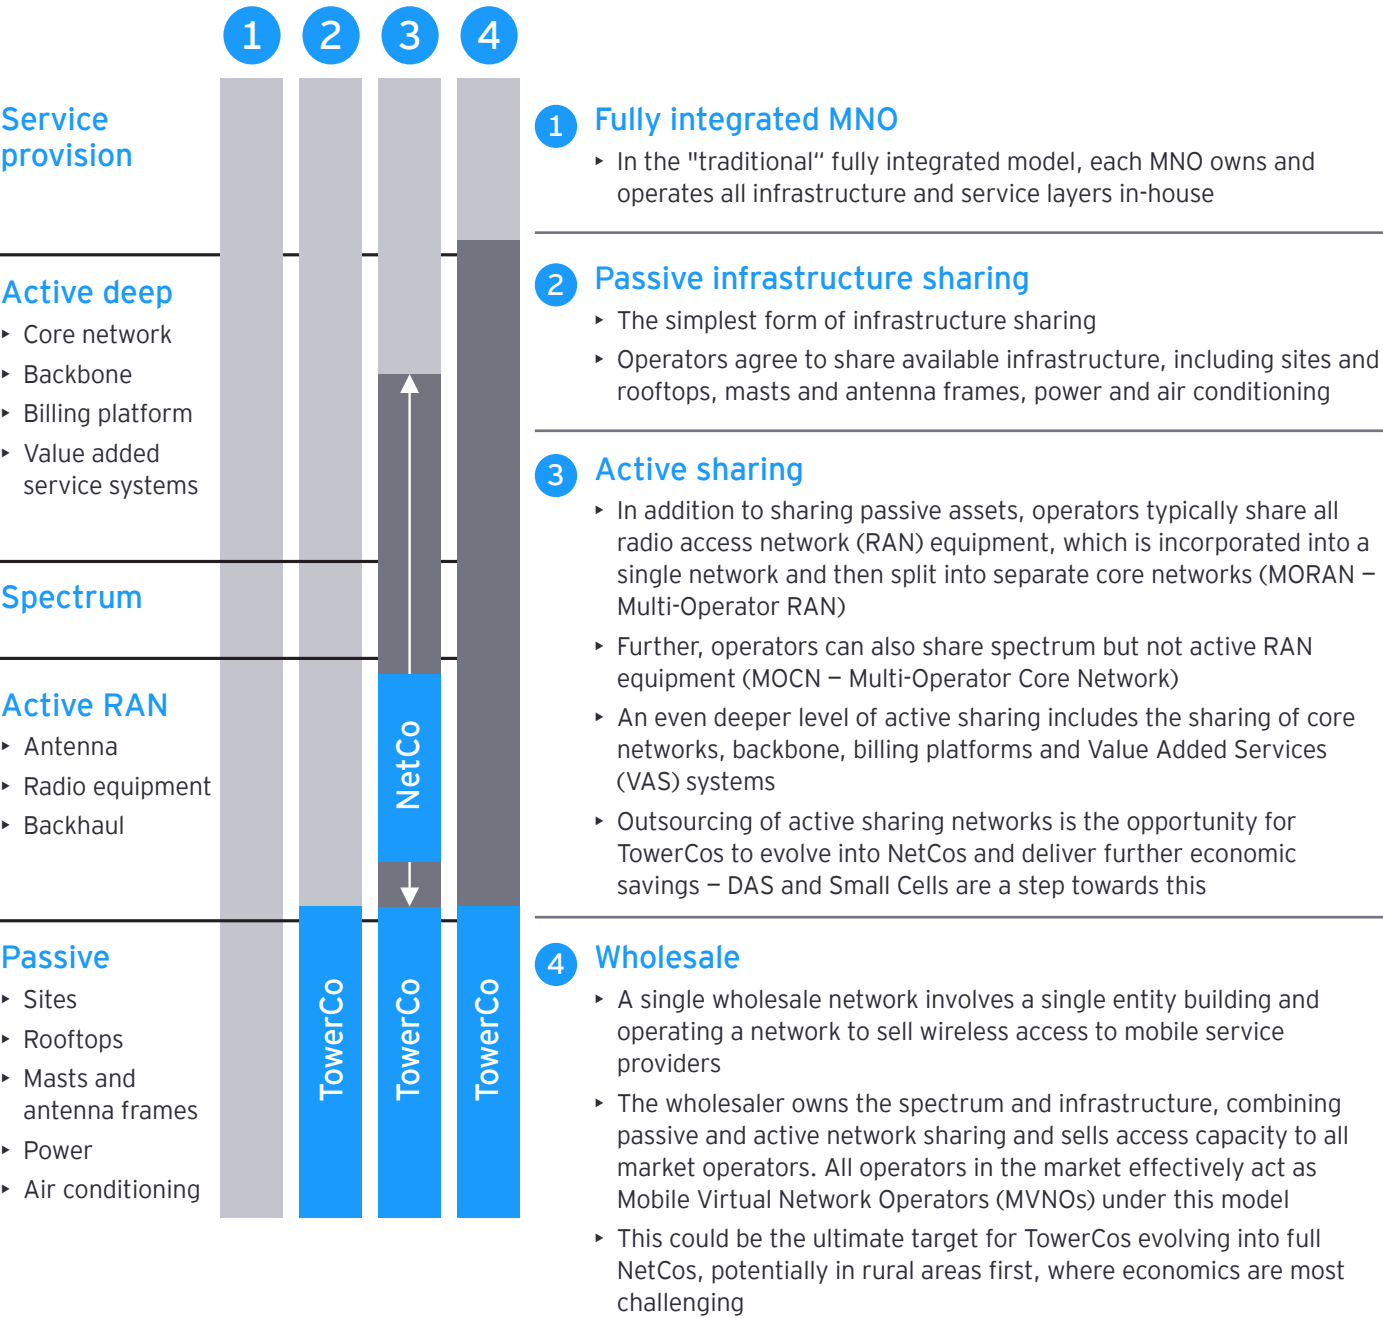 1 2 3 4
Service
provision
Active deep
‣ Core network
‣ Backbone
‣ Billing platform
‣ Value added
service systems
Spectrum
Active RAN
‣ Antenna
‣ Radio equipment
‣ Backhaul
Passive
‣ Sites
‣ Rooftops
‣ Masts and
antenna frames
‣ Power
‣ Air conditioning
NetCo
TowerCo
TowerCo
TowerCo
1 Fully integrated MNO
‣ In the "traditional“ fully integrated model, each MNO owns and
operates all infrastructure and service layers in-house
2 Passive infrastructure sharing
‣ The simplest form of infrastructure sharing
‣ Operators agree to share available infrastructure, including sites and
rooftops, masts and antenna frames, power and air conditioning
3 Active sharing
‣ In addition to sharing passive assets, operators typically share all
radio access network (RAN) equipment, which is incorporated into a
single network and then split into separate core networks (MORAN –
Multi-Operator RAN)
‣ Further, operators can also share spectrum but not active RAN
equipment (MOCN – Multi-Operator Core Network)
‣ An even deeper level of active sharing includes the sharing of core
networks, backbone, billing platforms and Value Added Services
(VAS) systems
‣ Outsourcing of active sharing networks is the opportunity for
TowerCos to evolve into NetCos and deliver further economic
savings – DAS and Small Cells are a step towards this
4 Wholesale
‣ A single wholesale network involves a single entity building and
operating a network to sell wireless access to mobile service
providers
‣ The wholesaler owns the spectrum and infrastructure, combining
passive and active network sharing and sells access capacity to all
market operators. All operators in the market effectively act as
Mobile Virtual Network Operators (MVNOs) under this model
‣ This could be the ultimate target for TowerCos evolving into full
NetCos, potentially in rural areas first, where economics are most
challenging